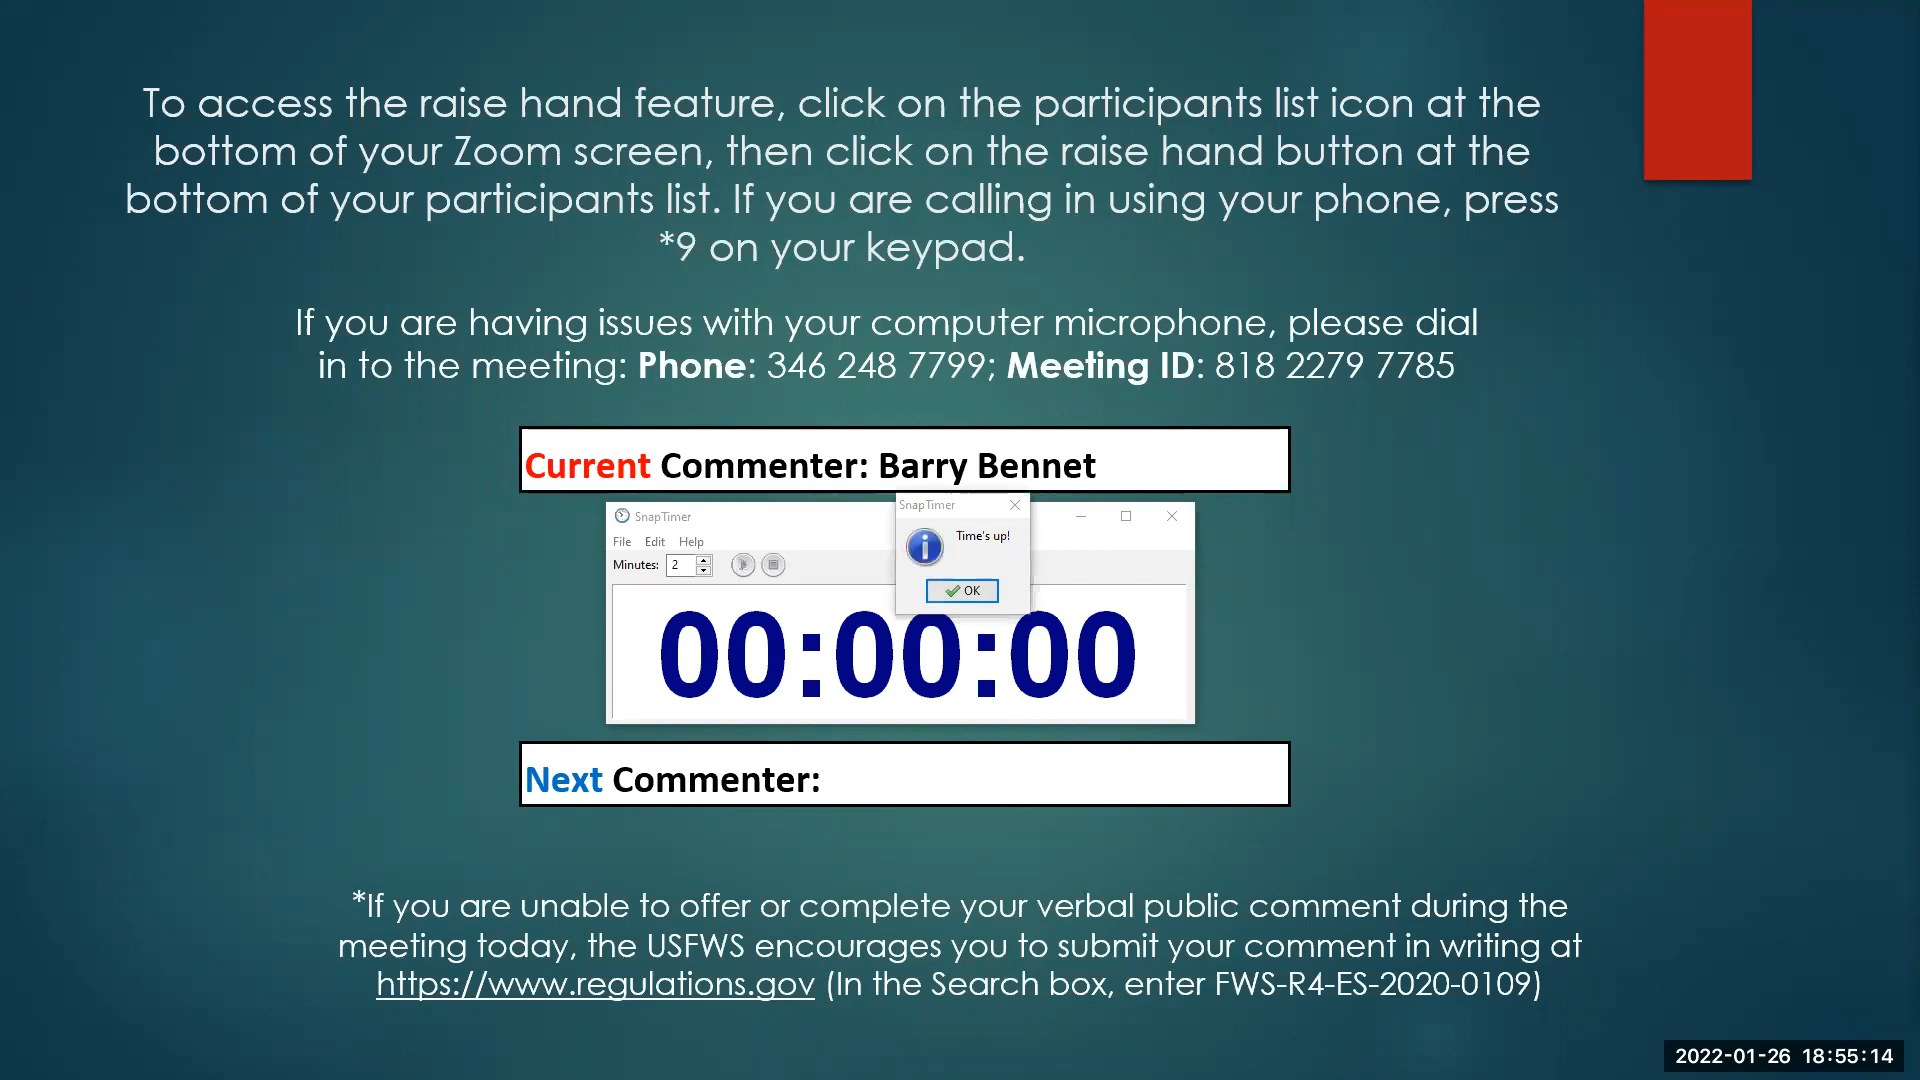 To access the raise hand feature, click on the participants list icon at the
bottom of your Zoom screen, then click on the raise hand button at the
bottom of your participants list. If you are calling in using your phone, press
*9 on your keypad.
If you are having issues with your computer microphone, please dial
in to the meeting: Phone: 346 248 7799; Meeting ID: 818 2279 7785
Current Commenter: Barry Bennet
SnapTimer
SnapTimer
Time's up!
OK
File Edit Help
Minutes: 2
00:00:00
Next Commenter:
*If you are unable to offer or complete your verbal public comment during the
meeting today, the USFWS encourages you to submit your comment in writing at
https://www.regulations.gov (In the Search box, enter FWS-R4-ES-2020-0109)
2022-01-26 18:55:14